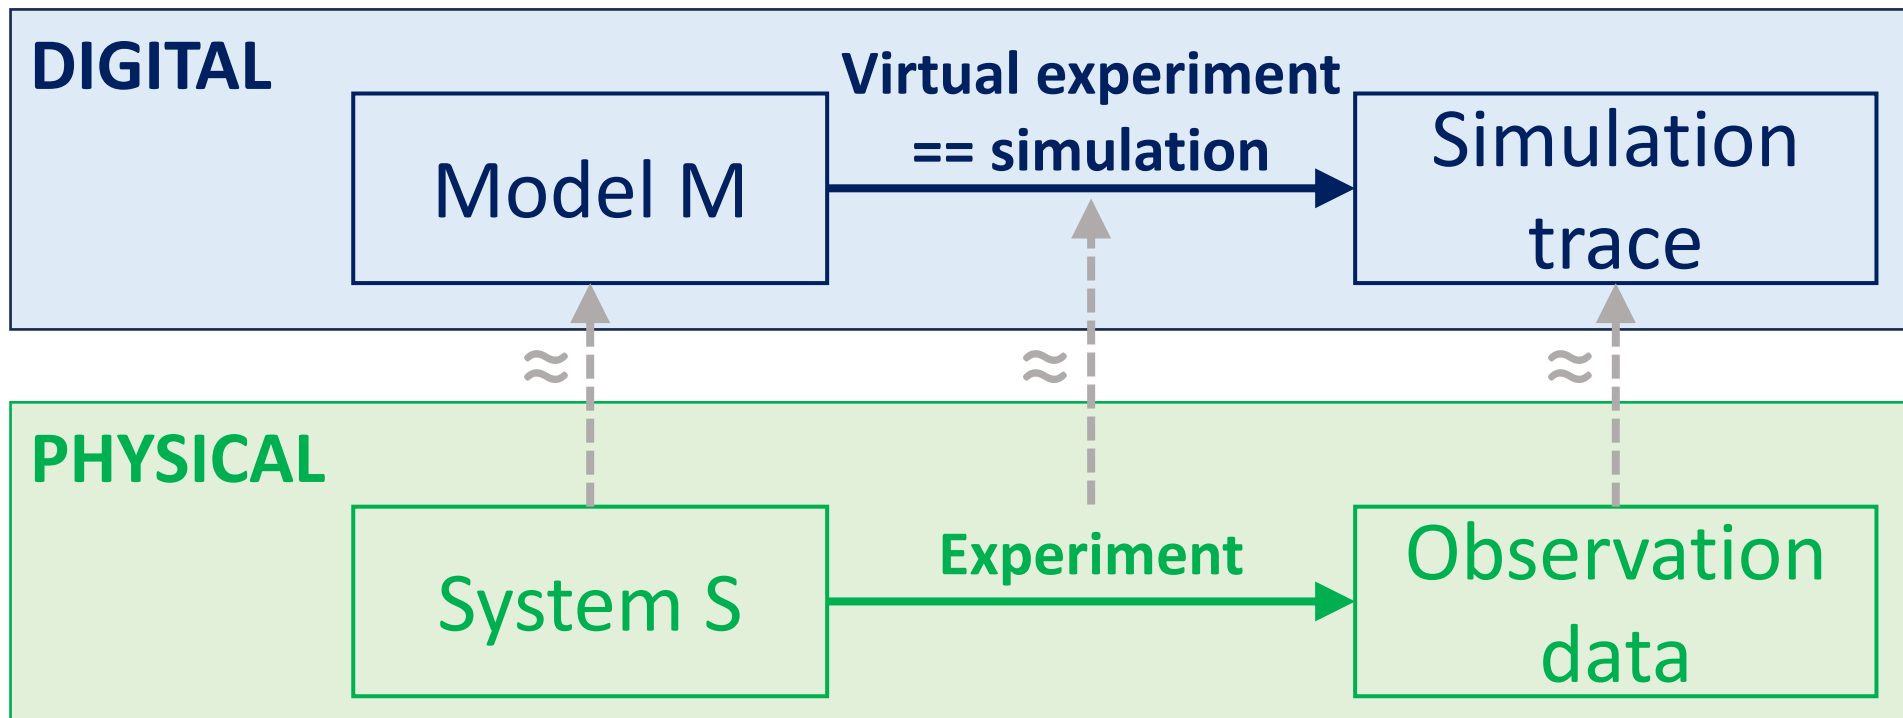 DIGITAL
Virtual experiment
== simulation
Model M
Simulation
trace
≈ ≈ ≈
PHYSICAL
System S
Experiment
Observation
data